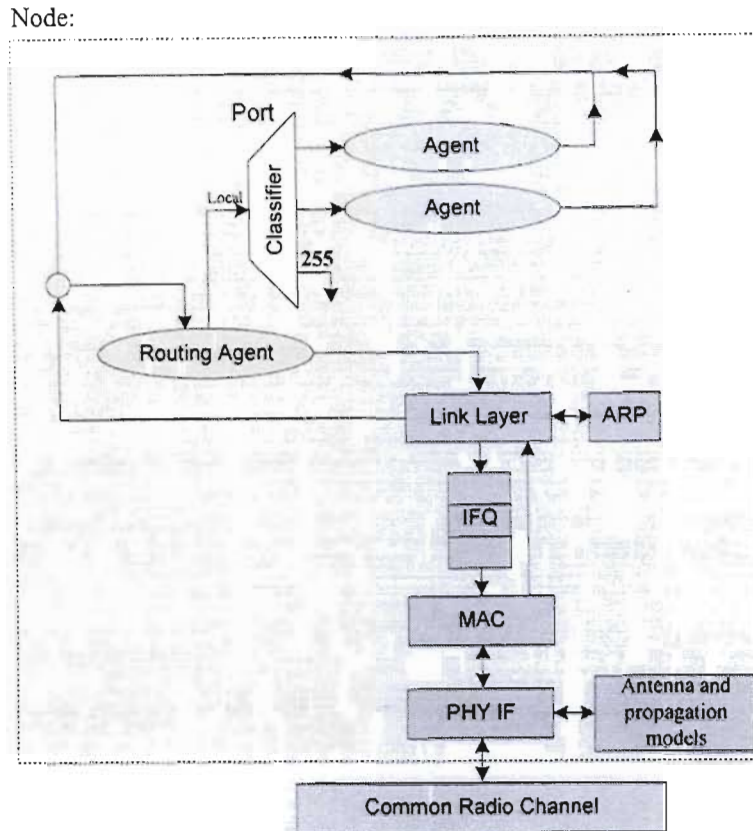 Node:
Port
Agent
Local
Classifier
Agent
255
Routing Agent
Link Layer
ARP
IFQ
MAC
PHY IF
Antenna and
propagation
models
Common Radio Channel